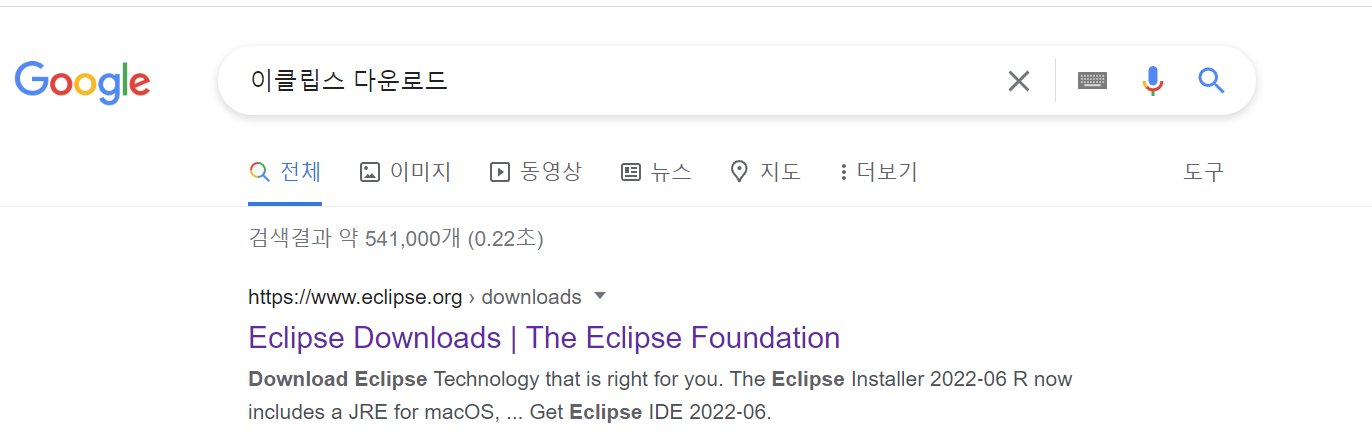 Google
이클립스 다운로드
전체 이미지 동영상 뉴스 지도 더보기 도구
검색결과 약 541,000개 (0.22초)
https://www.eclipse.org › downloads
Eclipse Downloads | The Eclipse Foundation
Download Eclipse Technology that is right for you. The Eclipse Installer 2022-06 R now
includes a JRE for macOS, ... Get Eclipse IDE 2022-06.